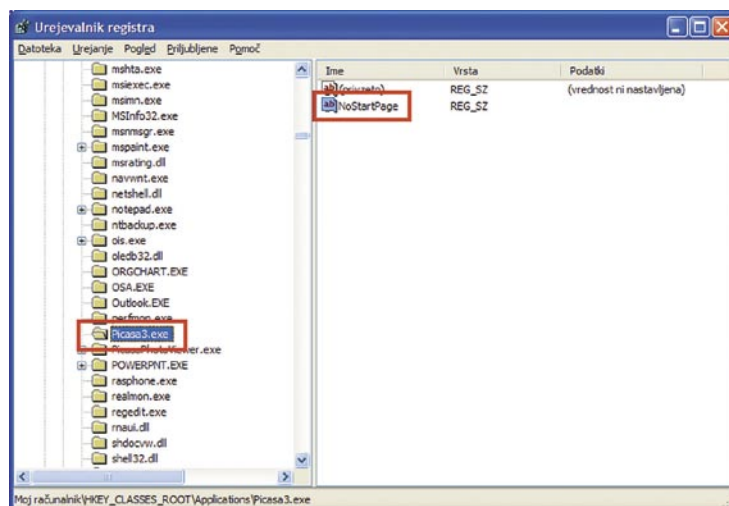 Urejevalnik registra
Datoteka Urejanje Pogled Priljubljene Pomoč
mshta.exe
msiexec.exe
msimn.exe
MSInfo32.exe
msnmsgr.exe
mspaint.exe
msrating.dll
navwnt.exe
netshell.dll
notepad.exe
ntbackup.exe
ois.exe
oledb32.dll
ORGCHART.EXE
OSA.EXE
Outlook.EXE
perfmon.exe
Picasa3.exe
PicasaPhotoViewer.exe
POWERPNT.EXE
rasphone.exe
realmon.exe
regedit.exe
rnaui.dll
shdocvw.dll
shell32.dll
Ime Vrsta Podatki
(privzeto) REG_SZ (vrednost ni nastavljena)
NoStartPage REG_SZ
Moj računalnik\HKEY_CLASSES_ROOT\Applications\Picasa3.exe